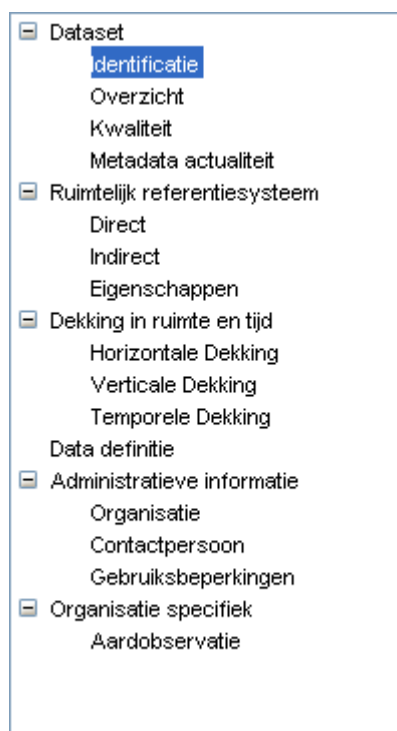 Dataset
Identificatie
Overzicht
Kwaliteit
Metadata actualiteit
Ruimtelijk referentiesysteem
Direct
Indirect
Eigenschappen
Dekking in ruimte en tijd
Horizontale Dekking
Verticale Dekking
Temporele Dekking
Data definitie
Administratieve informatie
Organisatie
Contactpersoon
Gebruiksbeperkingen
Organisatie specifiek
Aardobservatie